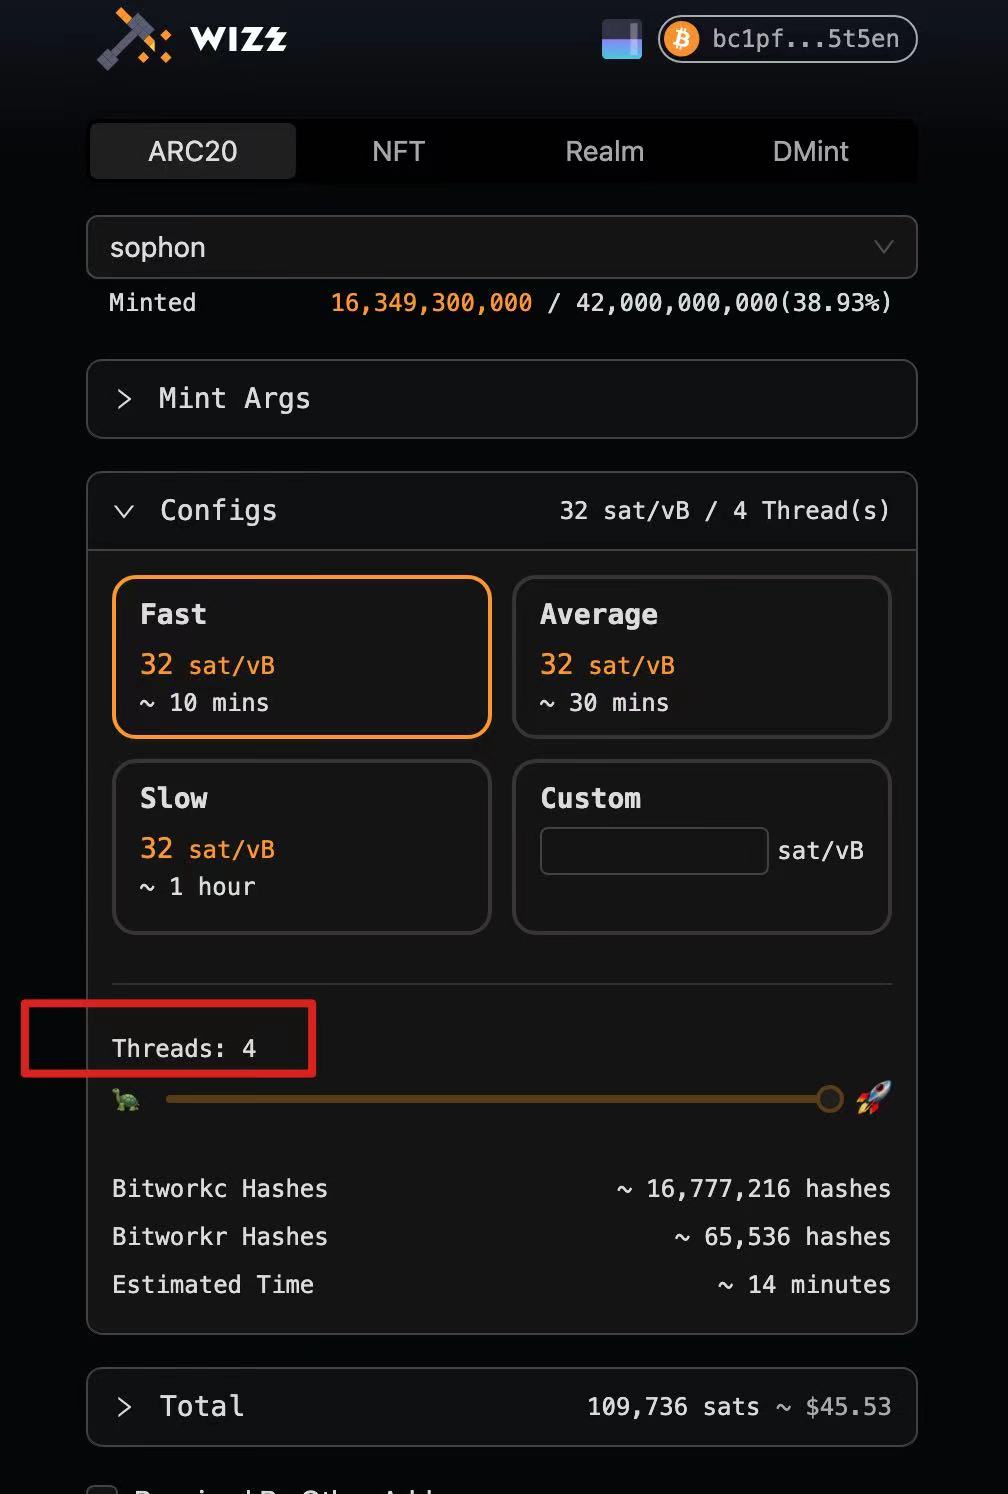 WIZZ
bc1pf...5t5en
ARC20 NFT Realm DMint
sophon
Minted 16,349,300,000 / 42,000,000,000(38.93%)
Mint Args
Configs 32 sat/vB / 4 Thread(s)
Fast
32 sat/vB
~ 10 mins
Average
32 sat/vB
~ 30 mins
Slow
32 sat/vB
~ 1 hour
Custom
sat/vB
Threads: 4
Bitworkc Hashes ~ 16,777,216 hashes
Bitworkr Hashes ~ 65,536 hashes
Estimated Time ~ 14 minutes
Total 109,736 sats ~ $45.53